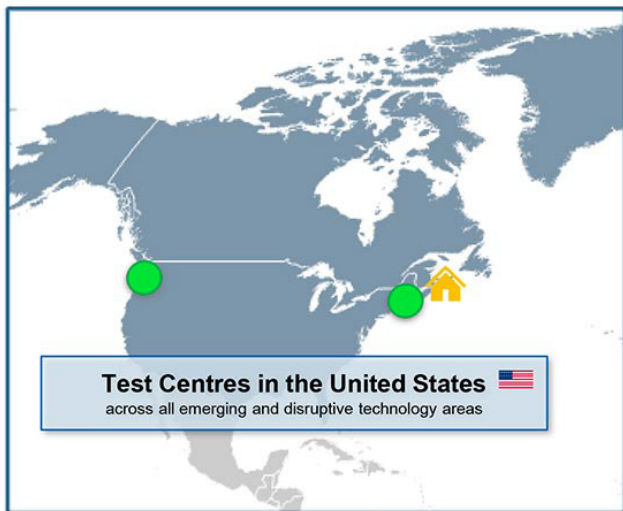 Test Centres in the United States
across all emerging and disruptive technology areas